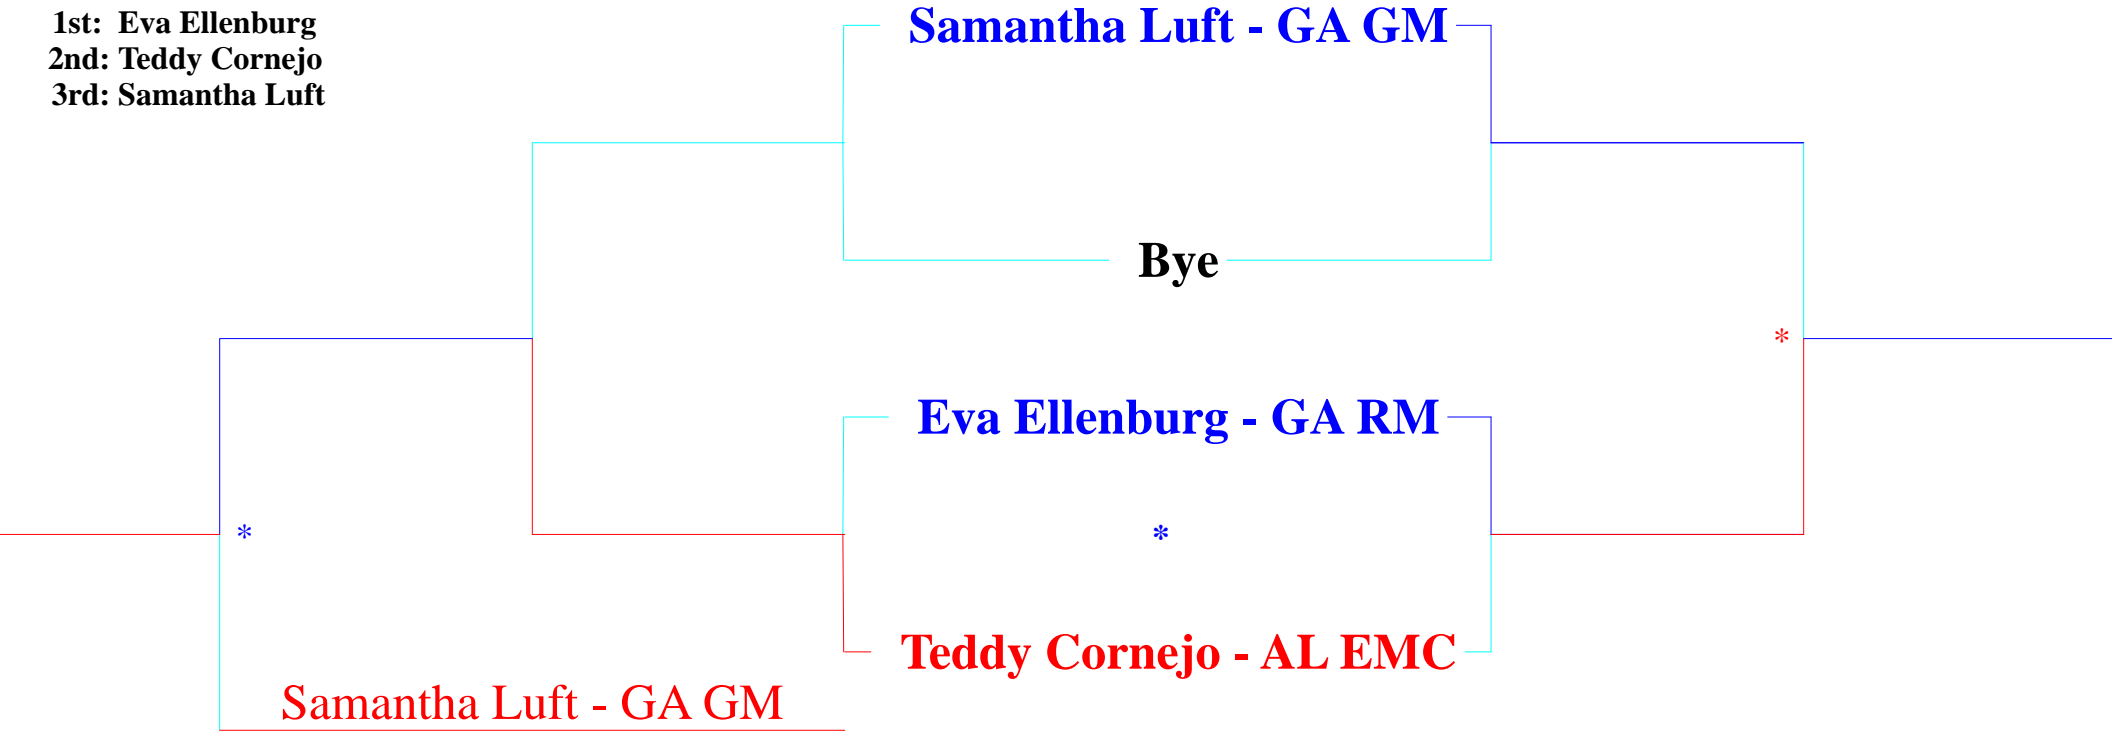 1st: Eva Ellenburg
2nd: Teddy Cornejo
3rd: Samantha Luft
Samantha Luft - GA GM
Bye
*
Eva Ellenburg - GA RM
*
*
Teddy Cornejo - AL EMC
Samantha Luft - GA GM